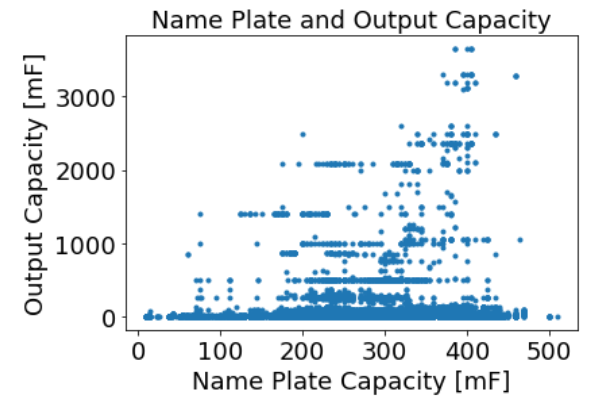 Name Plate and Output Capacity
Output Capacity [mF]
3000
2000
1000
0
0 100 200 300 400 500
Name Plate Capacity [mF]